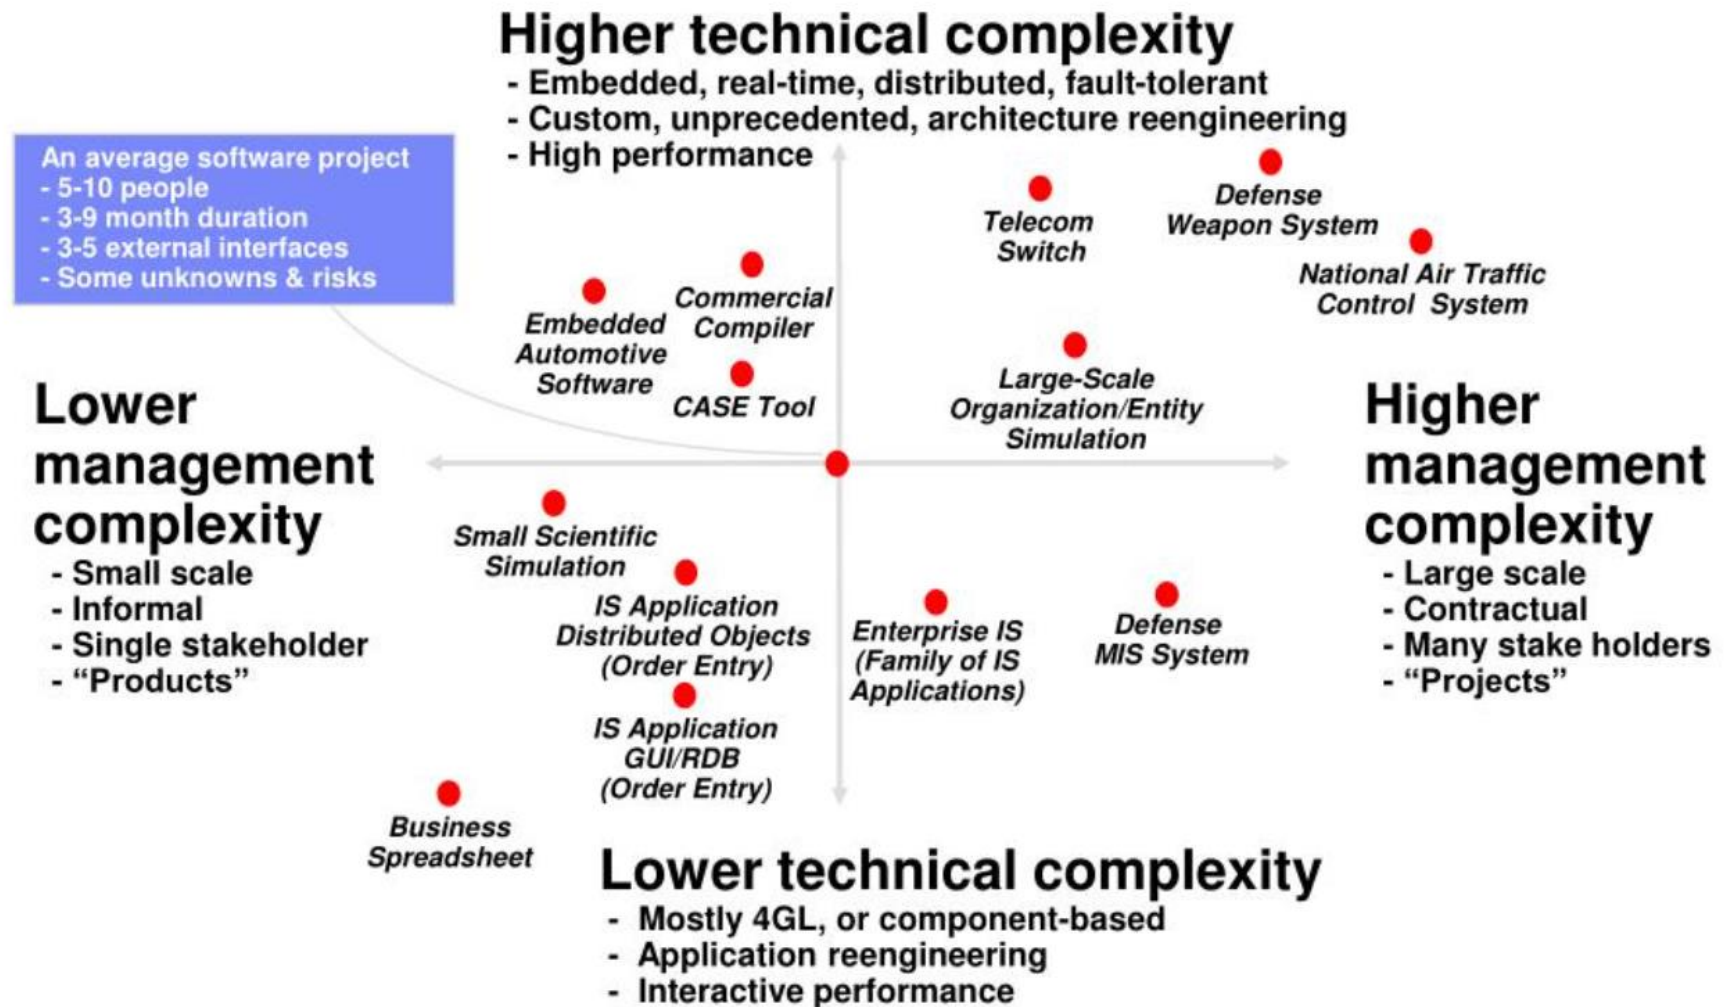 Higher technical complexity
- Embedded, real-time, distributed, fault-tolerant
- Custom, unprecedented, architecture reengineering
- High performance
An average software project
- 5-10 people
- 3-9 month duration
- 3-5 external interfaces
- Some unknowns & risks
Defense
Weapon System
Telecom
Switch
National Air Traffic
Control System
Commercial
Compiler
Embedded
Automotive
Software
CASE Tool
Large-Scale
Organization/Entity
Simulation
Lower
management
complexity
- Small scale
- Informal
- Single stakeholder
- “Products”
Higher
management
complexity
- Large scale
- Contractual
- Many stake holders
- “Projects”
Small Scientific
Simulation
IS Application
Distributed Objects
(Order Entry)
Enterprise IS
(Family of IS
Applications)
Defense
MIS System
IS Application
GUI/RDB
(Order Entry)
Business
Spreadsheet
Lower technical complexity
- Mostly 4GL, or component-based
- Application reengineering
- Interactive performance